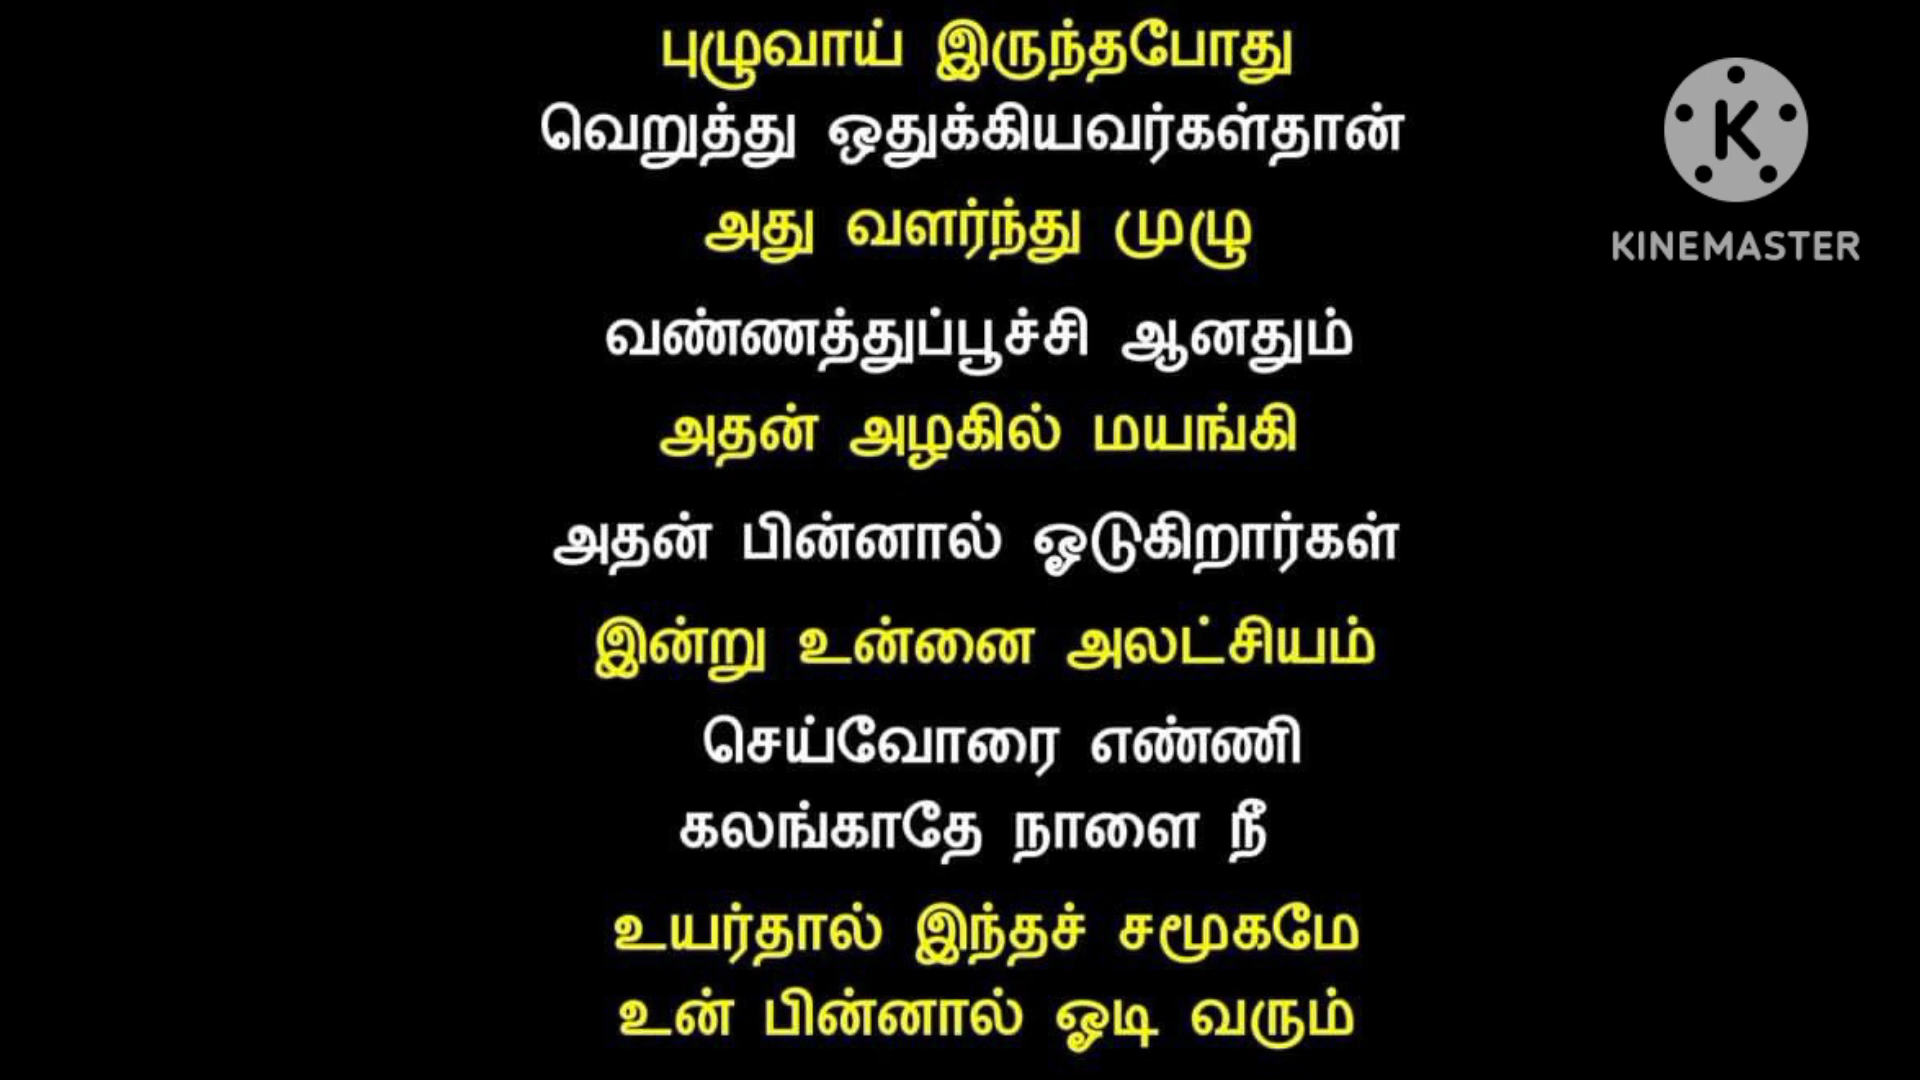 புழுவாய் இருந்தபோது
வெறுத்து ஒதுக்கியவர்கள்தான்
அது வளர்ந்து முழு
வண்ணத்துப்பூச்சி ஆனதும்
அதன் அழகில் மயங்கி
அதன் பின்னால் ஓடுகிறார்கள்
இன்று உன்னை அலட்சியம்
செய்வோரை எண்ணி
கலங்காதே நாளை நீ
உயர்தால் இந்தச் சமூகமே
உன் பின்னால் ஓடி வரும்
K
KINEMASTER